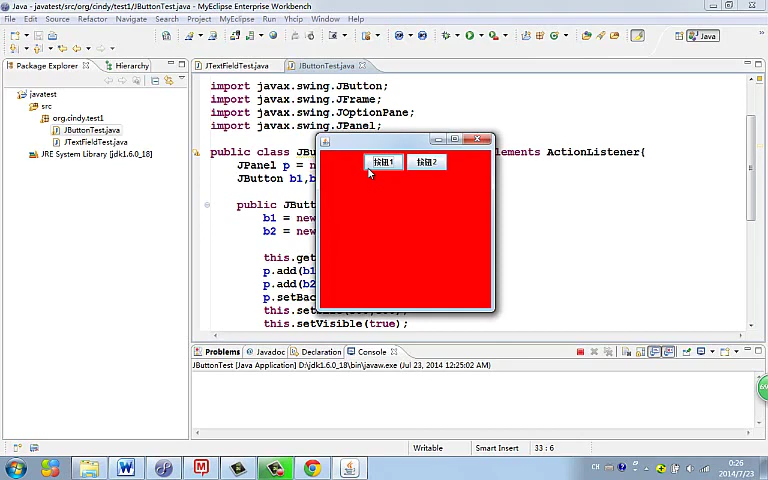 Java - javatest/src/org/cindy/test1/JButtonTest.java - MyEclipse Enterprise Workbench
File Edit Source Refactor Navigate Search Project MyEclipse Run Yhcip Window Help
Java
Package Explorer Hierarchy
JTextFieldTest.java JButtonTest.java
javatest
src
org.cindy.test1
JButtonTest.java
JTextFieldTest.java
JRE System Library [jdk1.6.0_18]
import javax.swing.JButton;
import javax.swing.JFrame;
import javax.swing.JOptionPane;
import javax.swing.JPanel;
public class JB lements ActionListener{
JPanel p = n
JButton b1,b
public JButt
b1 = new
b2 = new
this.get
p.add(b1
p.add(b2
p.setBac
this.
this.setVisible(true);
按钮1 按钮2
Problems Javadoc Declaration Console
JButtonTest [Java Application] D:\jdk1.6.0_18\bin\javaw.exe (Jul 23, 2014 12:25:02 AM)
Writable Smart Insert 33 : 6
CH
0:26
2014/7/23